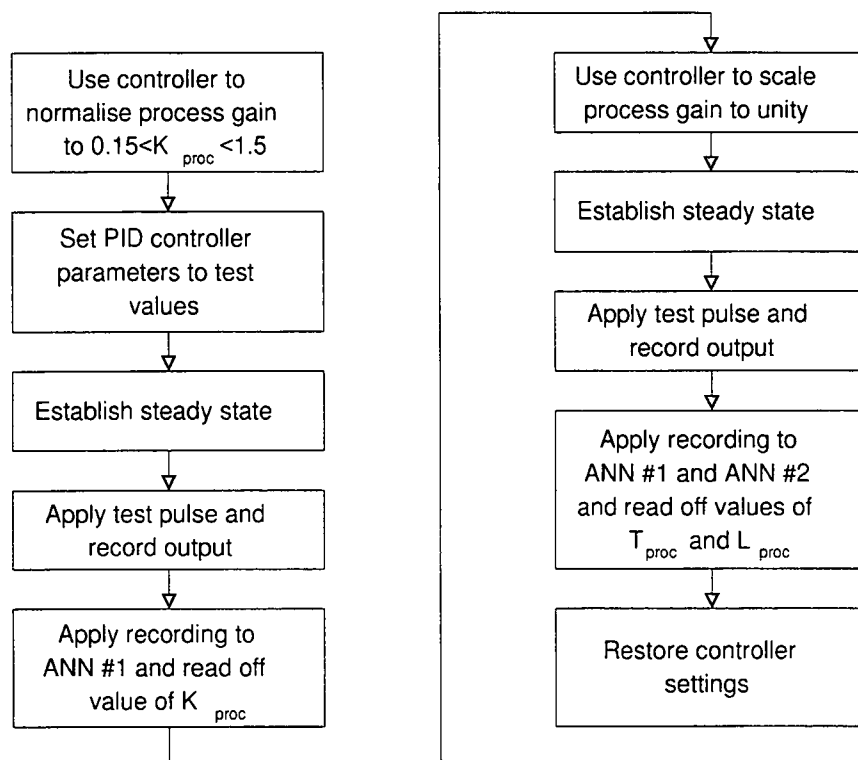 Use controller to
normalise process gain
to 0.15<K proc <1.5
Set PID controller
parameters to test
values
Establish steady state
Apply test pulse and
record output
Apply recording to
ANN #1 and read off
value of K proc
Use controller to scale
process gain to unity
Establish steady state
Apply test pulse and
record output
Apply recording to
ANN #1 and ANN #2
and read off values of
T proc and L proc
Restore controller
settings